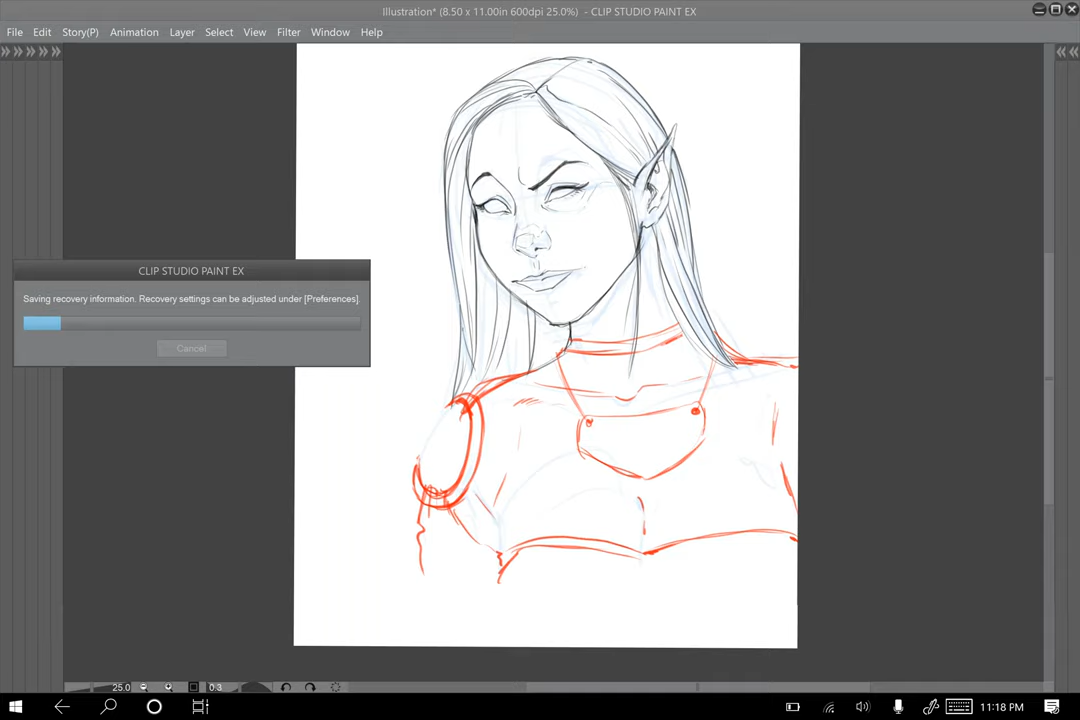 Illustration* (8.50 x 11.00in 600dpi 25.0%) - CLIP STUDIO PAINT EX
File Edit Story(P) Animation Layer Select View Filter Window Help
CLIP STUDIO PAINT EX
Saving recovery information. Recovery settings can be adjusted under [Preferences].
Cancel
25.0 0.3
11:18 PM